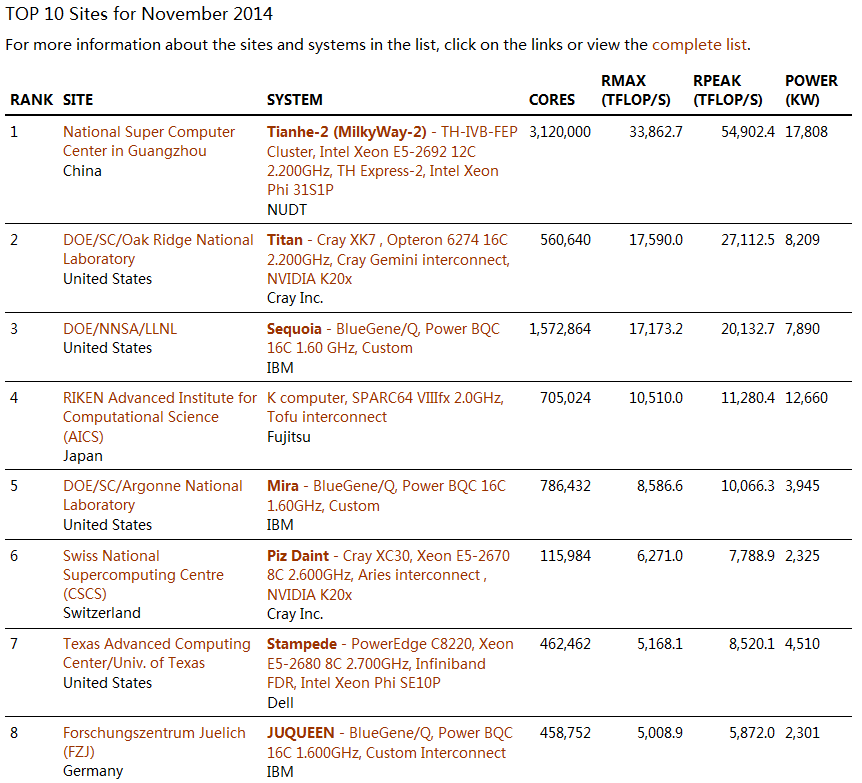 TOP 10 Sites for November 2014
For more information about the sites and systems in the list, click on the links or view the complete list.
RANK SITE SYSTEM CORES RMAX (TFLOP/S) RPEAK (TFLOP/S) POWER (KW)
1 National Super Computer Tianhe-2 (MilkyWay-2) - TH-IVB-FEP 3,120,000 33,862.7 54,902.4 17,808
Center in Guangzhou Cluster, Intel Xeon E5-2692 12C
China 2.200GHz, TH Express-2, Intel Xeon
Phi 31S1P
NUDT
2 DOE/SC/Oak Ridge National Titan - Cray XK7 , Opteron 6274 16C 560,640 17,590.0 27,112.5 8,209
Laboratory 2.200GHz, Cray Gemini interconnect,
United States NVIDIA K20x
Cray Inc.
3 DOE/NNSA/LLNL Sequoia - BlueGene/Q, Power BQC 1,572,864 17,173.2 20,132.7 7,890
United States 16C 1.60 GHz, Custom
IBM
4 RIKEN Advanced Institute for K computer, SPARC64 VIIIfx 2.0GHz, 705,024 10,510.0 11,280.4 12,660
Computational Science Tofu interconnect
(AICS) Fujitsu
Japan
5 DOE/SC/Argonne National Mira - BlueGene/Q, Power BQC 16C 786,432 8,586.6 10,066.3 3,945
Laboratory 1.60GHz, Custom
United States IBM
6 Swiss National Piz Daint - Cray XC30, Xeon E5-2670 115,984 6,271.0 7,788.9 2,325
Supercomputing Centre 8C 2.600GHz, Aries interconnect ,
(CSCS) NVIDIA K20x
Switzerland Cray Inc.
7 Texas Advanced Computing Stampede - PowerEdge C8220, Xeon 462,462 5,168.1 8,520.1 4,510
Center/Univ. of Texas E5-2680 8C 2.700GHz, Infiniband
United States FDR, Intel Xeon Phi SE10P
Dell
8 Forschungszentrum Juelich JUQUEEN - BlueGene/Q, Power BQC 458,752 5,008.9 5,872.0 2,301
(FZJ) 16C 1.600GHz, Custom Interconnect
Germany IBM